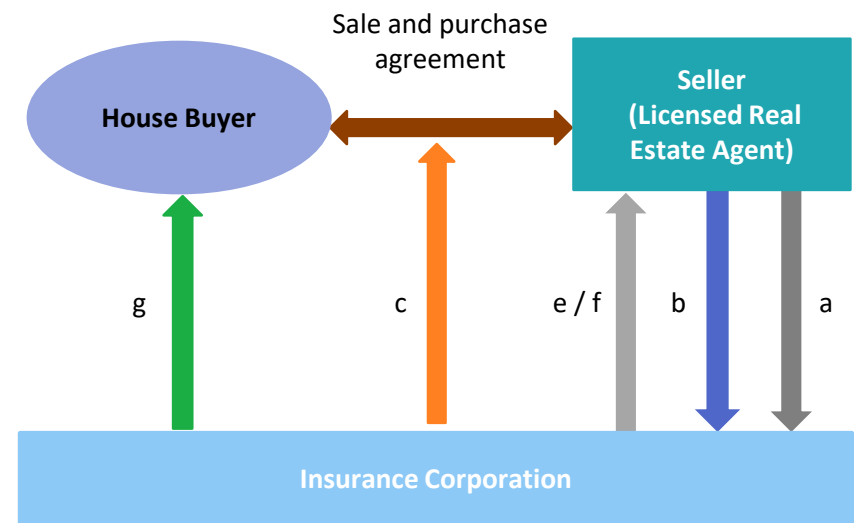 Sale and purchase
agreement
House Buyer
Seller
(Licensed Real
Estate Agent)
g
c
e / f
b
a
Insurance Corporation